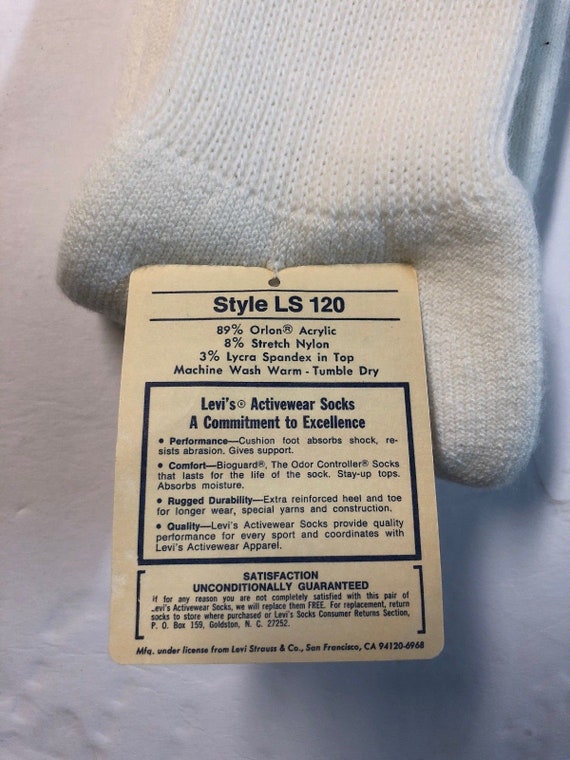 Style LS 120
89% Orlon® Acrylic
8% Stretch Nylon
3% Lycra Spandex in Top
Machine Wash Warm - Tumble Dry
Levi's® Activewear Socks
A Commitment to Excellence
• Performance—Cushion foot absorbs shock, re-
sists abrasion. Gives support.
• Comfort—Bioguard®, The Odor Controller® Socks
that lasts for the life of the sock. Stay-up tops.
Absorbs moisture.
• Rugged Durability—Extra reinforced heel and toe
for longer wear, special yarns and construction.
• Quality—Levi's Activewear Socks provide quality
performance for every sport and coordinates with
Levi's Activewear Apparel.
SATISFACTION
UNCONDITIONALLY GUARANTEED
If for any reason you are not completely satisfied with this pair of
Levi's Activewear Socks, we will replace them FREE. For replacement, return
socks to store where purchased or Levi's Socks Consumer Returns Section,
P. O. Box 159, Goldston, N. C. 27252.
Mfg. under license from Levi Strauss & Co., San Francisco, CA 94120-6968